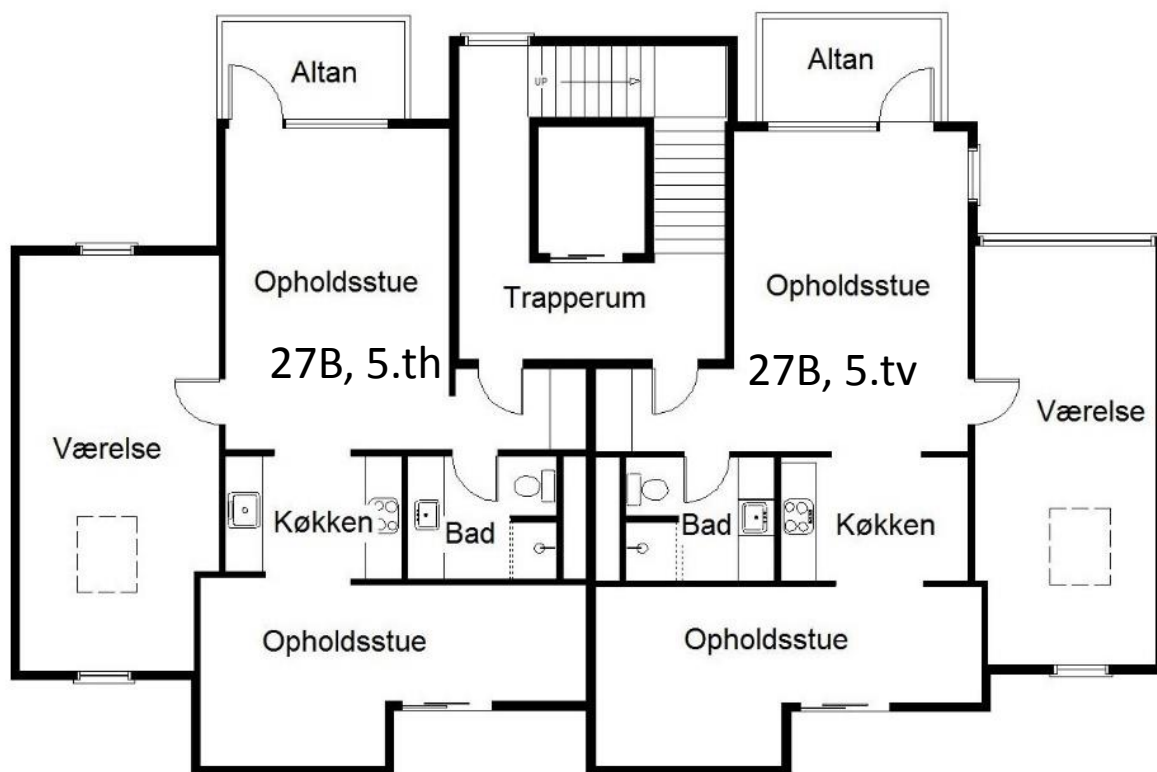 Altan
Altan
UP
Opholdsstue
Trapperum
Opholdsstue
27B, 5.th
27B, 5.tv
Værelse
Værelse
Køkken
Bad
Bad
Køkken
Opholdsstue
Opholdsstue